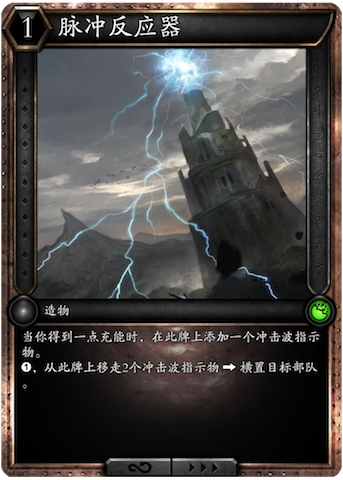 1 脉冲反应器
造物
当你得到一点充能时，在此牌上添加一个冲击波指示
物。
❶，从此牌上移走2个冲击波指示物 ➡ 横置目标部队
。